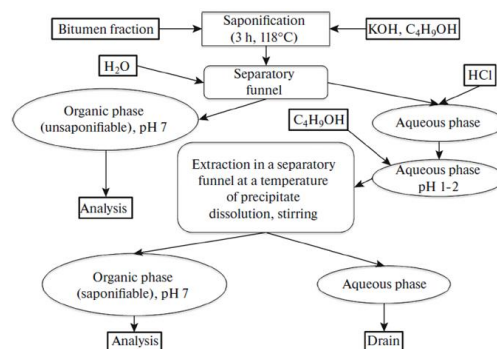 Bitumen fraction
Saponification
(3 h, 118°C)
KOH, C4H9OH
H2O
Separatory
funnel
HCl
Organic phase
(unsaponifiable), pH 7
C4H9OH
Aqueous phase
Extraction in a separatory
funnel at a temperature
of precipitate
dissolution, stirring
Aqueous phase
pH 1-2
Analysis
Organic phase
(saponifiable), pH 7
Aqueous phase
Analysis
Drain